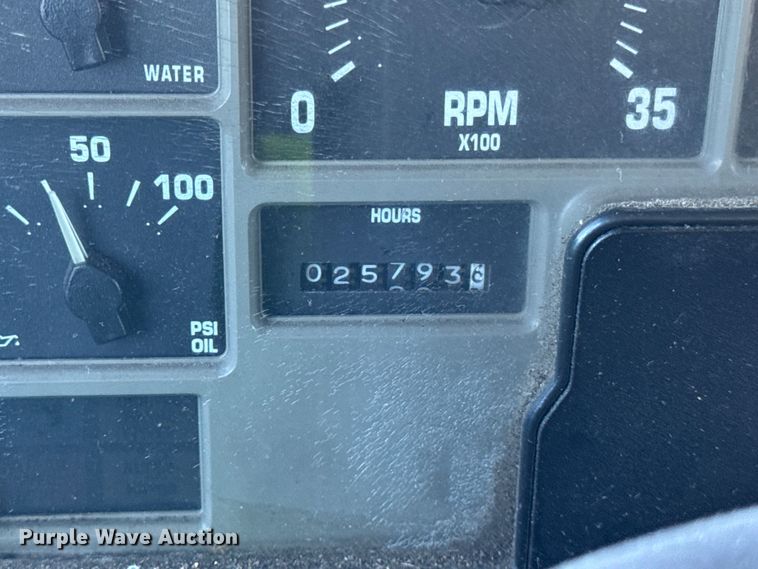 WATER
0
RPM
X100
35
50
100
PSI
OIL
HOURS
025793
Purple Wave Auction